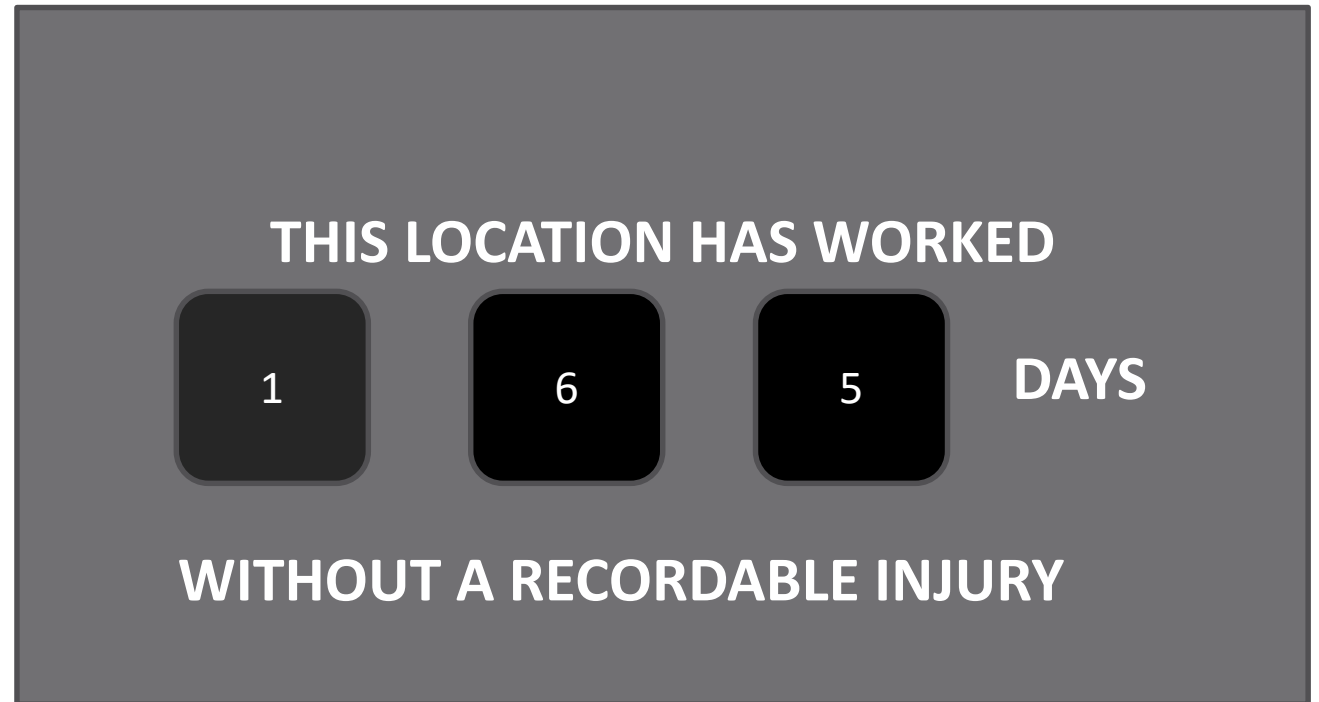 THIS LOCATION HAS WORKED
1 6 5 DAYS
WITHOUT A RECORDABLE INJURY